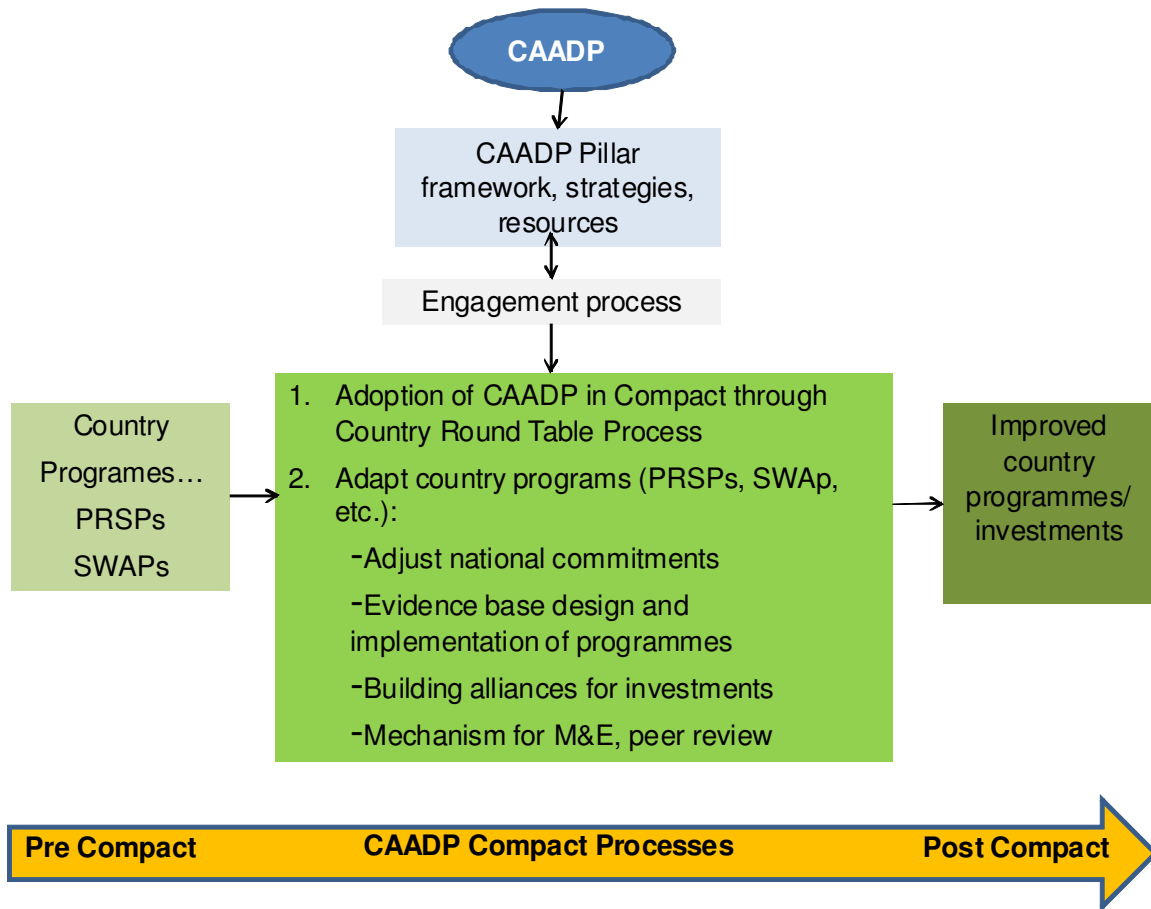 CAADP
CAADP Pillar
framework, strategies,
resources
Engagement process
Country
Programes…
PRSPs
SWAPs
1. Adoption of CAADP in Compact through
Country Round Table Process
2. Adapt country programs (PRSPs, SWAp,
etc.):
-Adjust national commitments
-Evidence base design and
implementation of programmes
-Building alliances for investments
-Mechanism for M&E, peer review
Improved
country
programmes/
investments
Pre Compact
CAADP Compact Processes
Post Compact